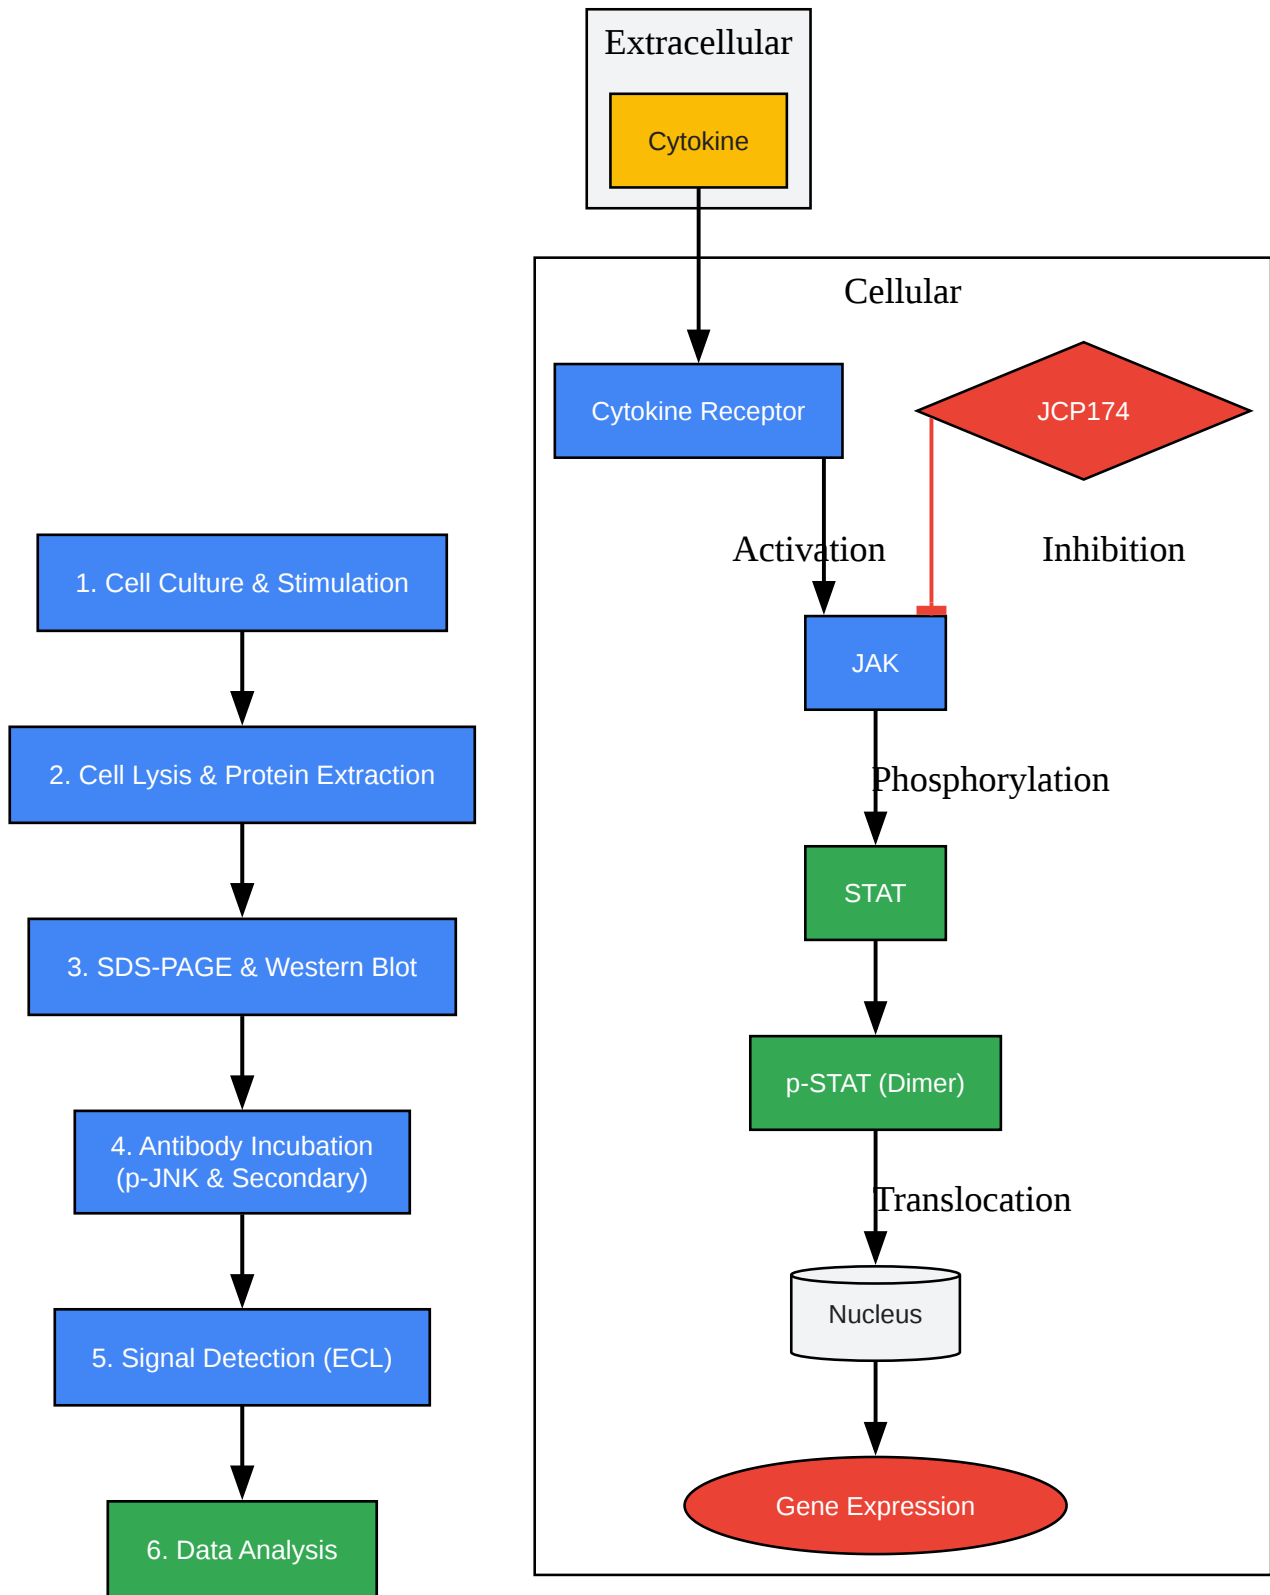 Extracellular
Cytokine
Cellular
Cytokine Receptor
JCP174
Activation
Inhibition
JAK
Phosphorylation
STAT
p-STAT (Dimer)
Translocation
Nucleus
Gene Expression
1. Cell Culture & Stimulation
2. Cell Lysis & Protein Extraction
3. SDS-PAGE & Western Blot
4. Antibody Incubation
(p-JNK & Secondary)
5. Signal Detection (ECL)
6. Data Analysis